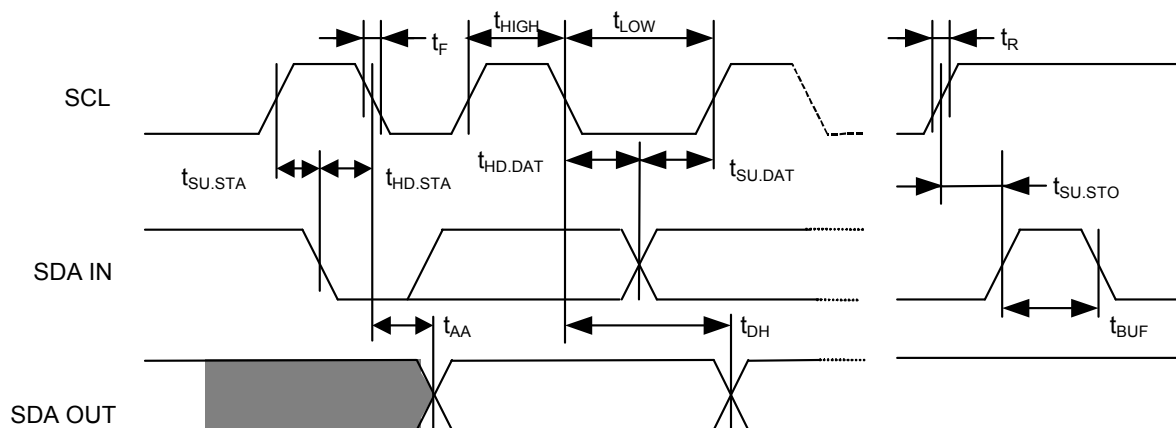 tF
tHIGH
tLOW
tR
SCL
tSU.STA
tHD.STA
tHD.DAT
tSU.DAT
tSU.STO
SDA IN
tAA
tDH
tBUF
SDA OUT